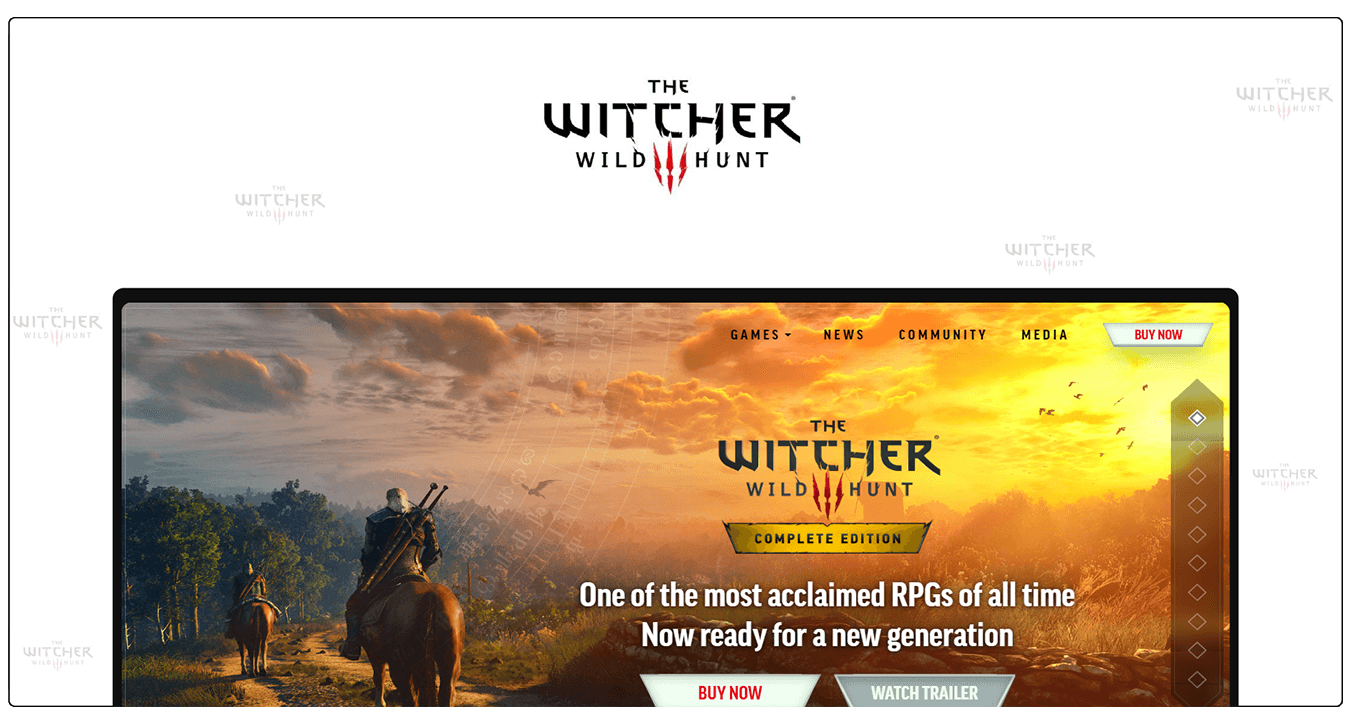 THE
WITCHER®
WILD HUNT
THE
WITCHER
WILD HUNT
THE
WITCHER
WILD HUNT
THE
WITCHER
WILD HUNT
THE
WITCHER
WILD HUNT
GAMES NEWS COMMUNITY MEDIA BUY NOW
THE
WITCHER®
WILD HUNT
COMPLETE EDITION
THE
WITCHER
WILD HUNT
One of the most acclaimed RPGs of all time
Now ready for a new generation
THE
WITCHER
WILD HUNT
BUY NOW WATCH TRAILER